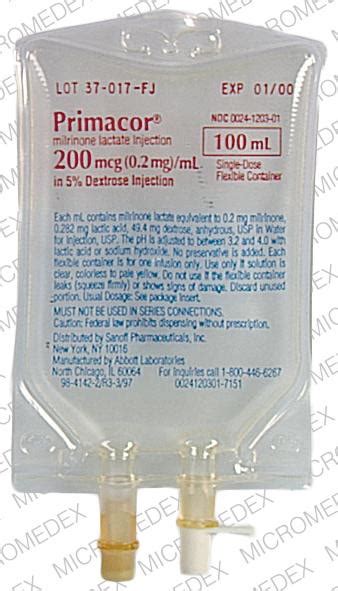 LOT 37-017-FJ EXP 01/00
Primacor® NDC 0024-1203-01
milrinone lactate Injection 100 mL
200 mcg (0.2 mg)/mL Single-Dose
in 5% Dextrose Injection Flexible Container
Each mL contains milrinone lactate equivalent to 0.2 mg milrinone,
0.282 mg lactic acid, 49.4 mg dextrose, anhydrous, USP in Water
for Injection, USP. The pH is adjusted to between 3.2 and 4.0 with
lactic acid or sodium hydroxide. No preservative is added. Each
flexible container is for one infusion only. Use only if solution is
clear, colorless to pale yellow. Do not use if the flexible container
leaks (squeeze firmly) or shows signs of damage. Discard unused
portion. Usual Dosage: See package insert.
MUST NOT BE USED IN SERIES CONNECTIONS.
Caution: Federal law prohibits dispensing without prescription.
Distributed by Sanofi Pharmaceuticals, Inc.
New York, NY 10016
Manufactured by Abbott Laboratories
North Chicago, IL 60064 For Inquiries call 1-800-446-6267
98-4142-2/R3-3/97 0024120301-7151
MICROMEDEX